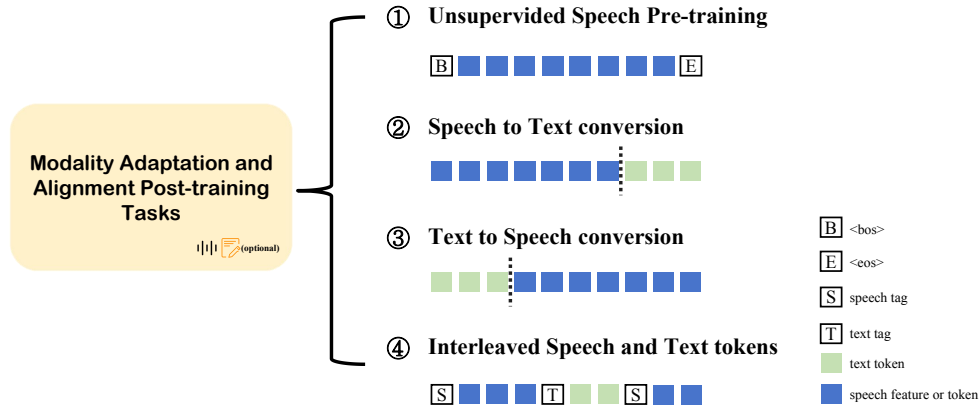 ① Unsupervided Speech Pre-training
B E
② Speech to Text conversion
Modality Adaptation and
Alignment Post-training
Tasks
(optional)
③ Text to Speech conversion
④ Interleaved Speech and Text tokens
S T S
B <bos>
E <eos>
S speech tag
T text tag
text token
speech feature or token